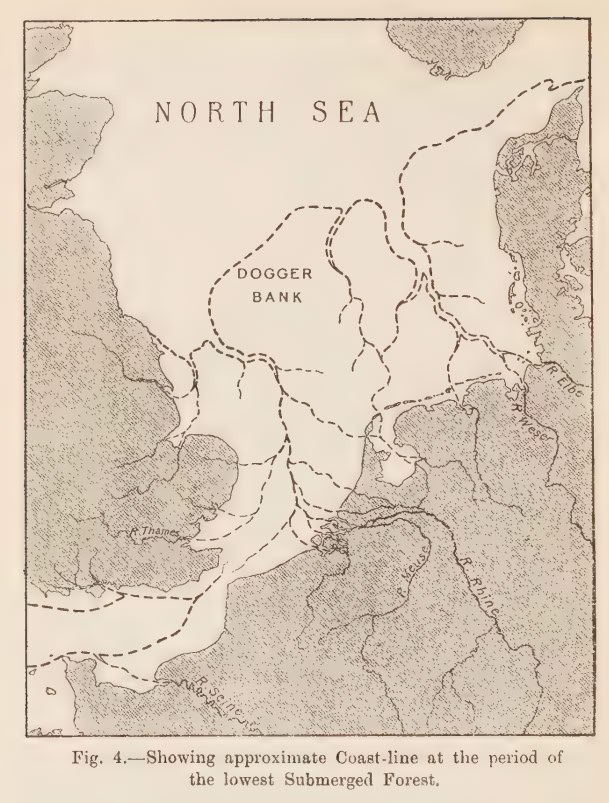 NORTH SEA
DOGGER
BANK
R. Elbe
R. Weser
R. Thames
R. Meuse
R. Rhine
R. Seine
Fig. 4.—Showing approximate Coast-line at the period of
the lowest Submerged Forest.